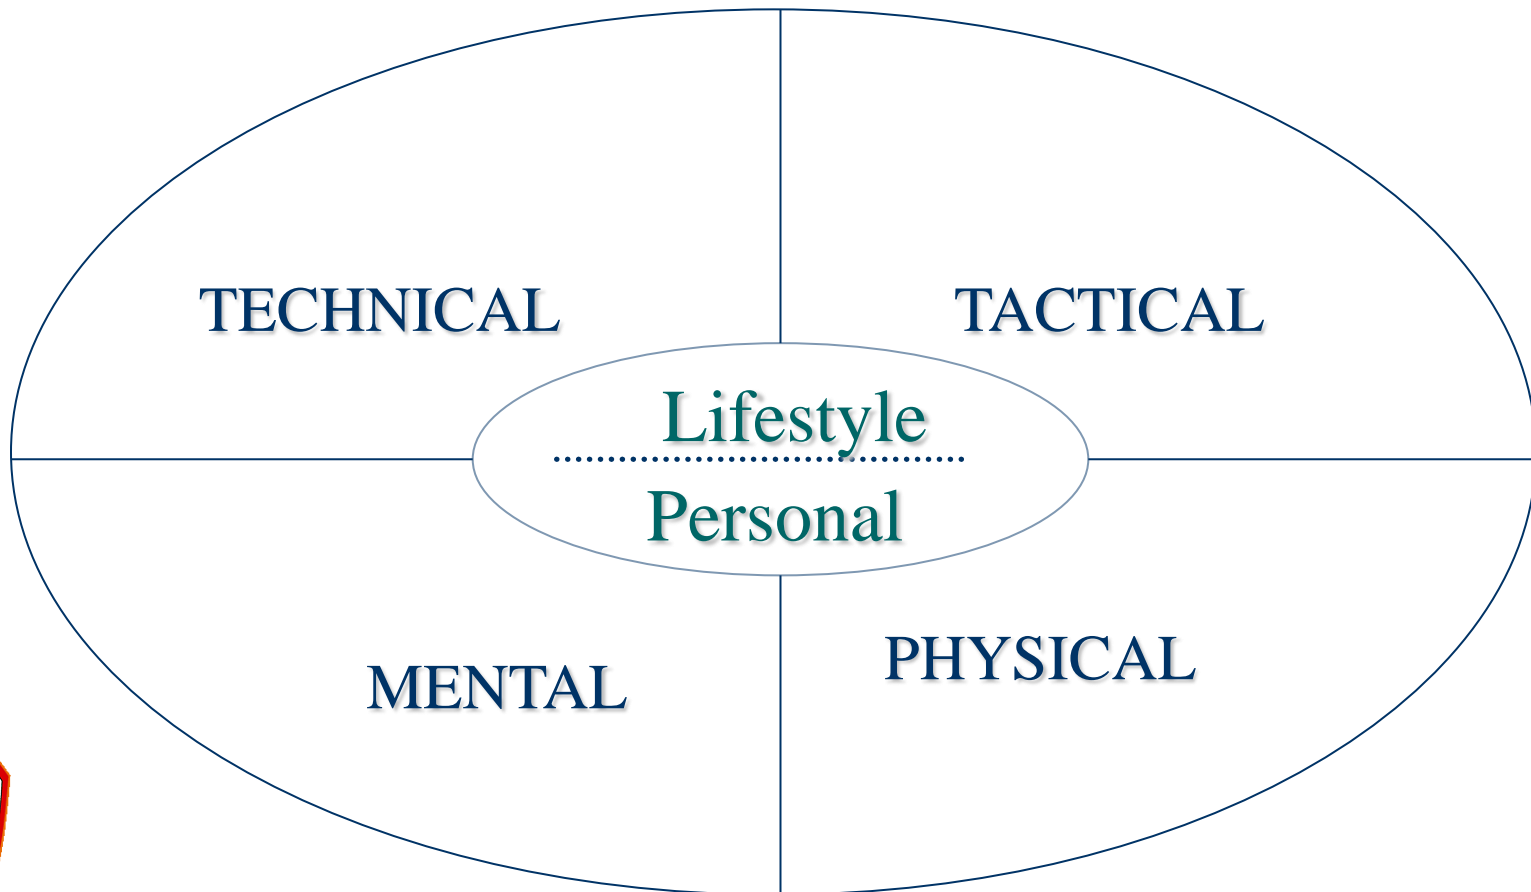 TECHNICAL
TACTICAL
Lifestyle
Personal
MENTAL
PHYSICAL